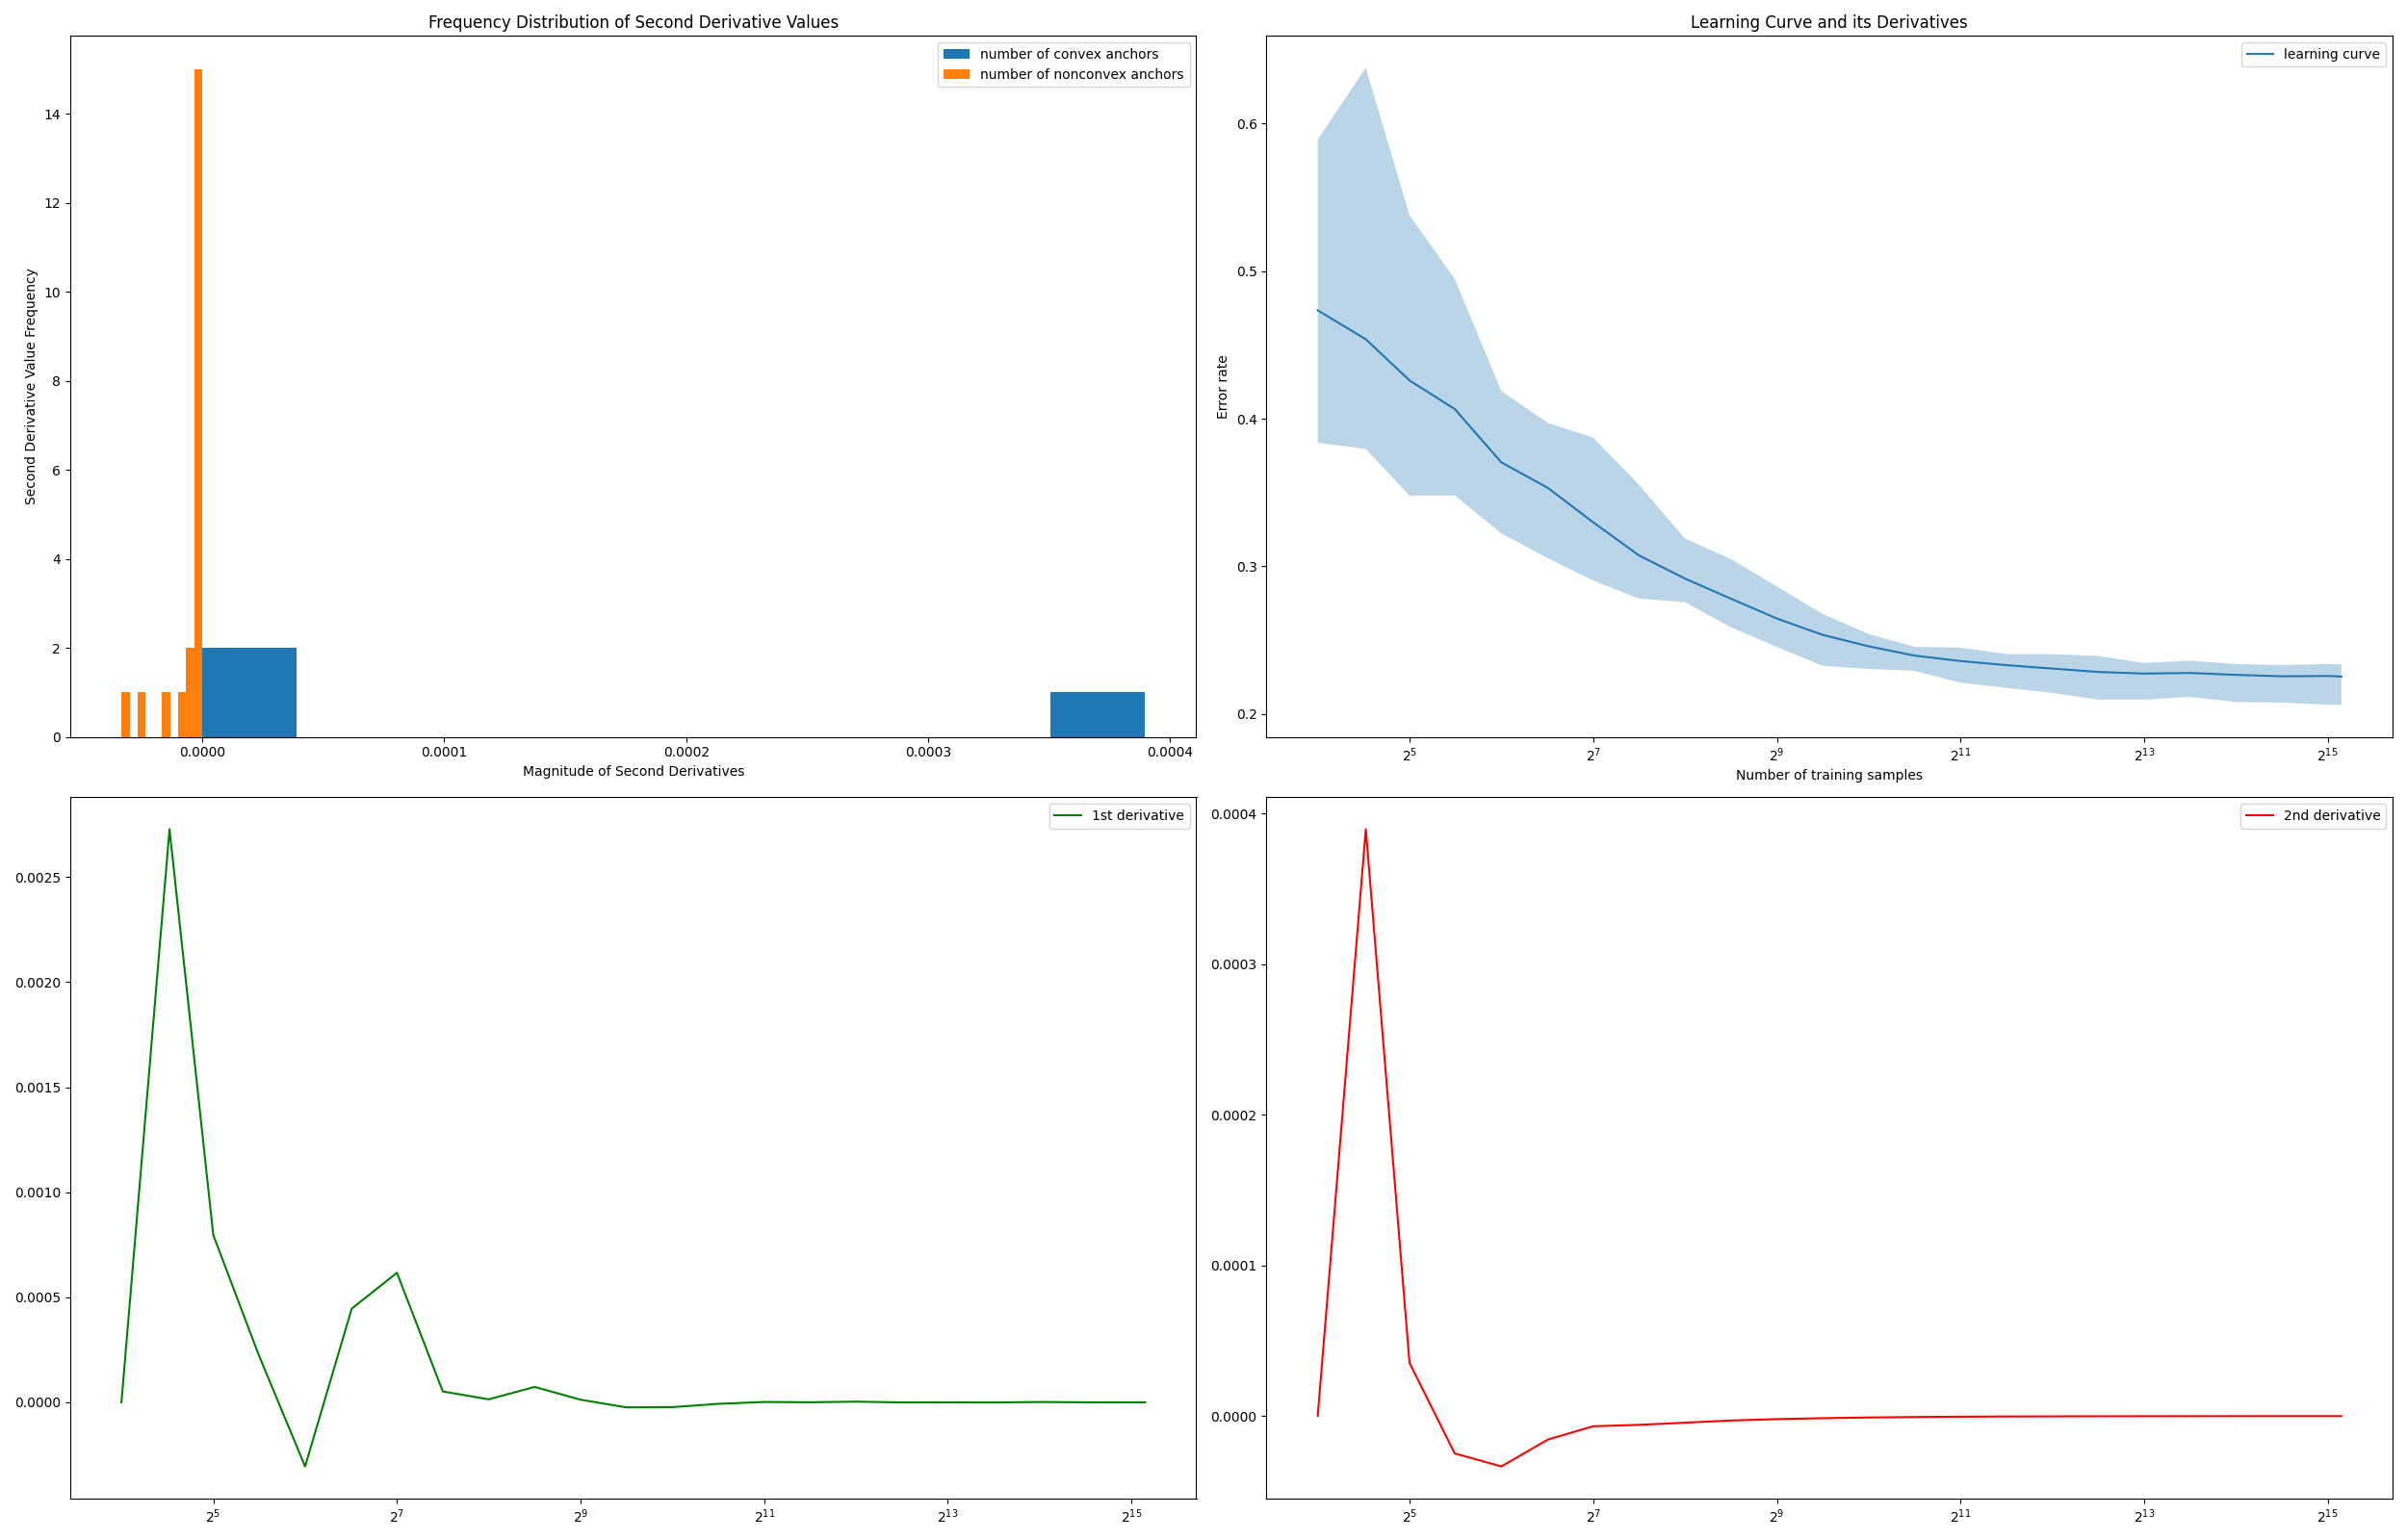 Frequency Distribution of Second Derivative Values
number of convex anchors
number of nonconvex anchors
14
12
10
8
6
4
2
0
Second Derivative Value Frequency
0.0000 0.0001 0.0002 0.0003 0.0004
Magnitude of Second Derivatives
Learning Curve and its Derivatives
learning curve
0.6
0.5
0.4
0.3
0.2
Error rate
2^5 2^7 2^9 2^11 2^13 2^15
Number of training samples
1st derivative
0.0025
0.0020
0.0015
0.0010
0.0005
0.0000
2^5 2^7 2^9 2^11 2^13 2^15
2nd derivative
0.0004
0.0003
0.0002
0.0001
0.0000
2^5 2^7 2^9 2^11 2^13 2^15